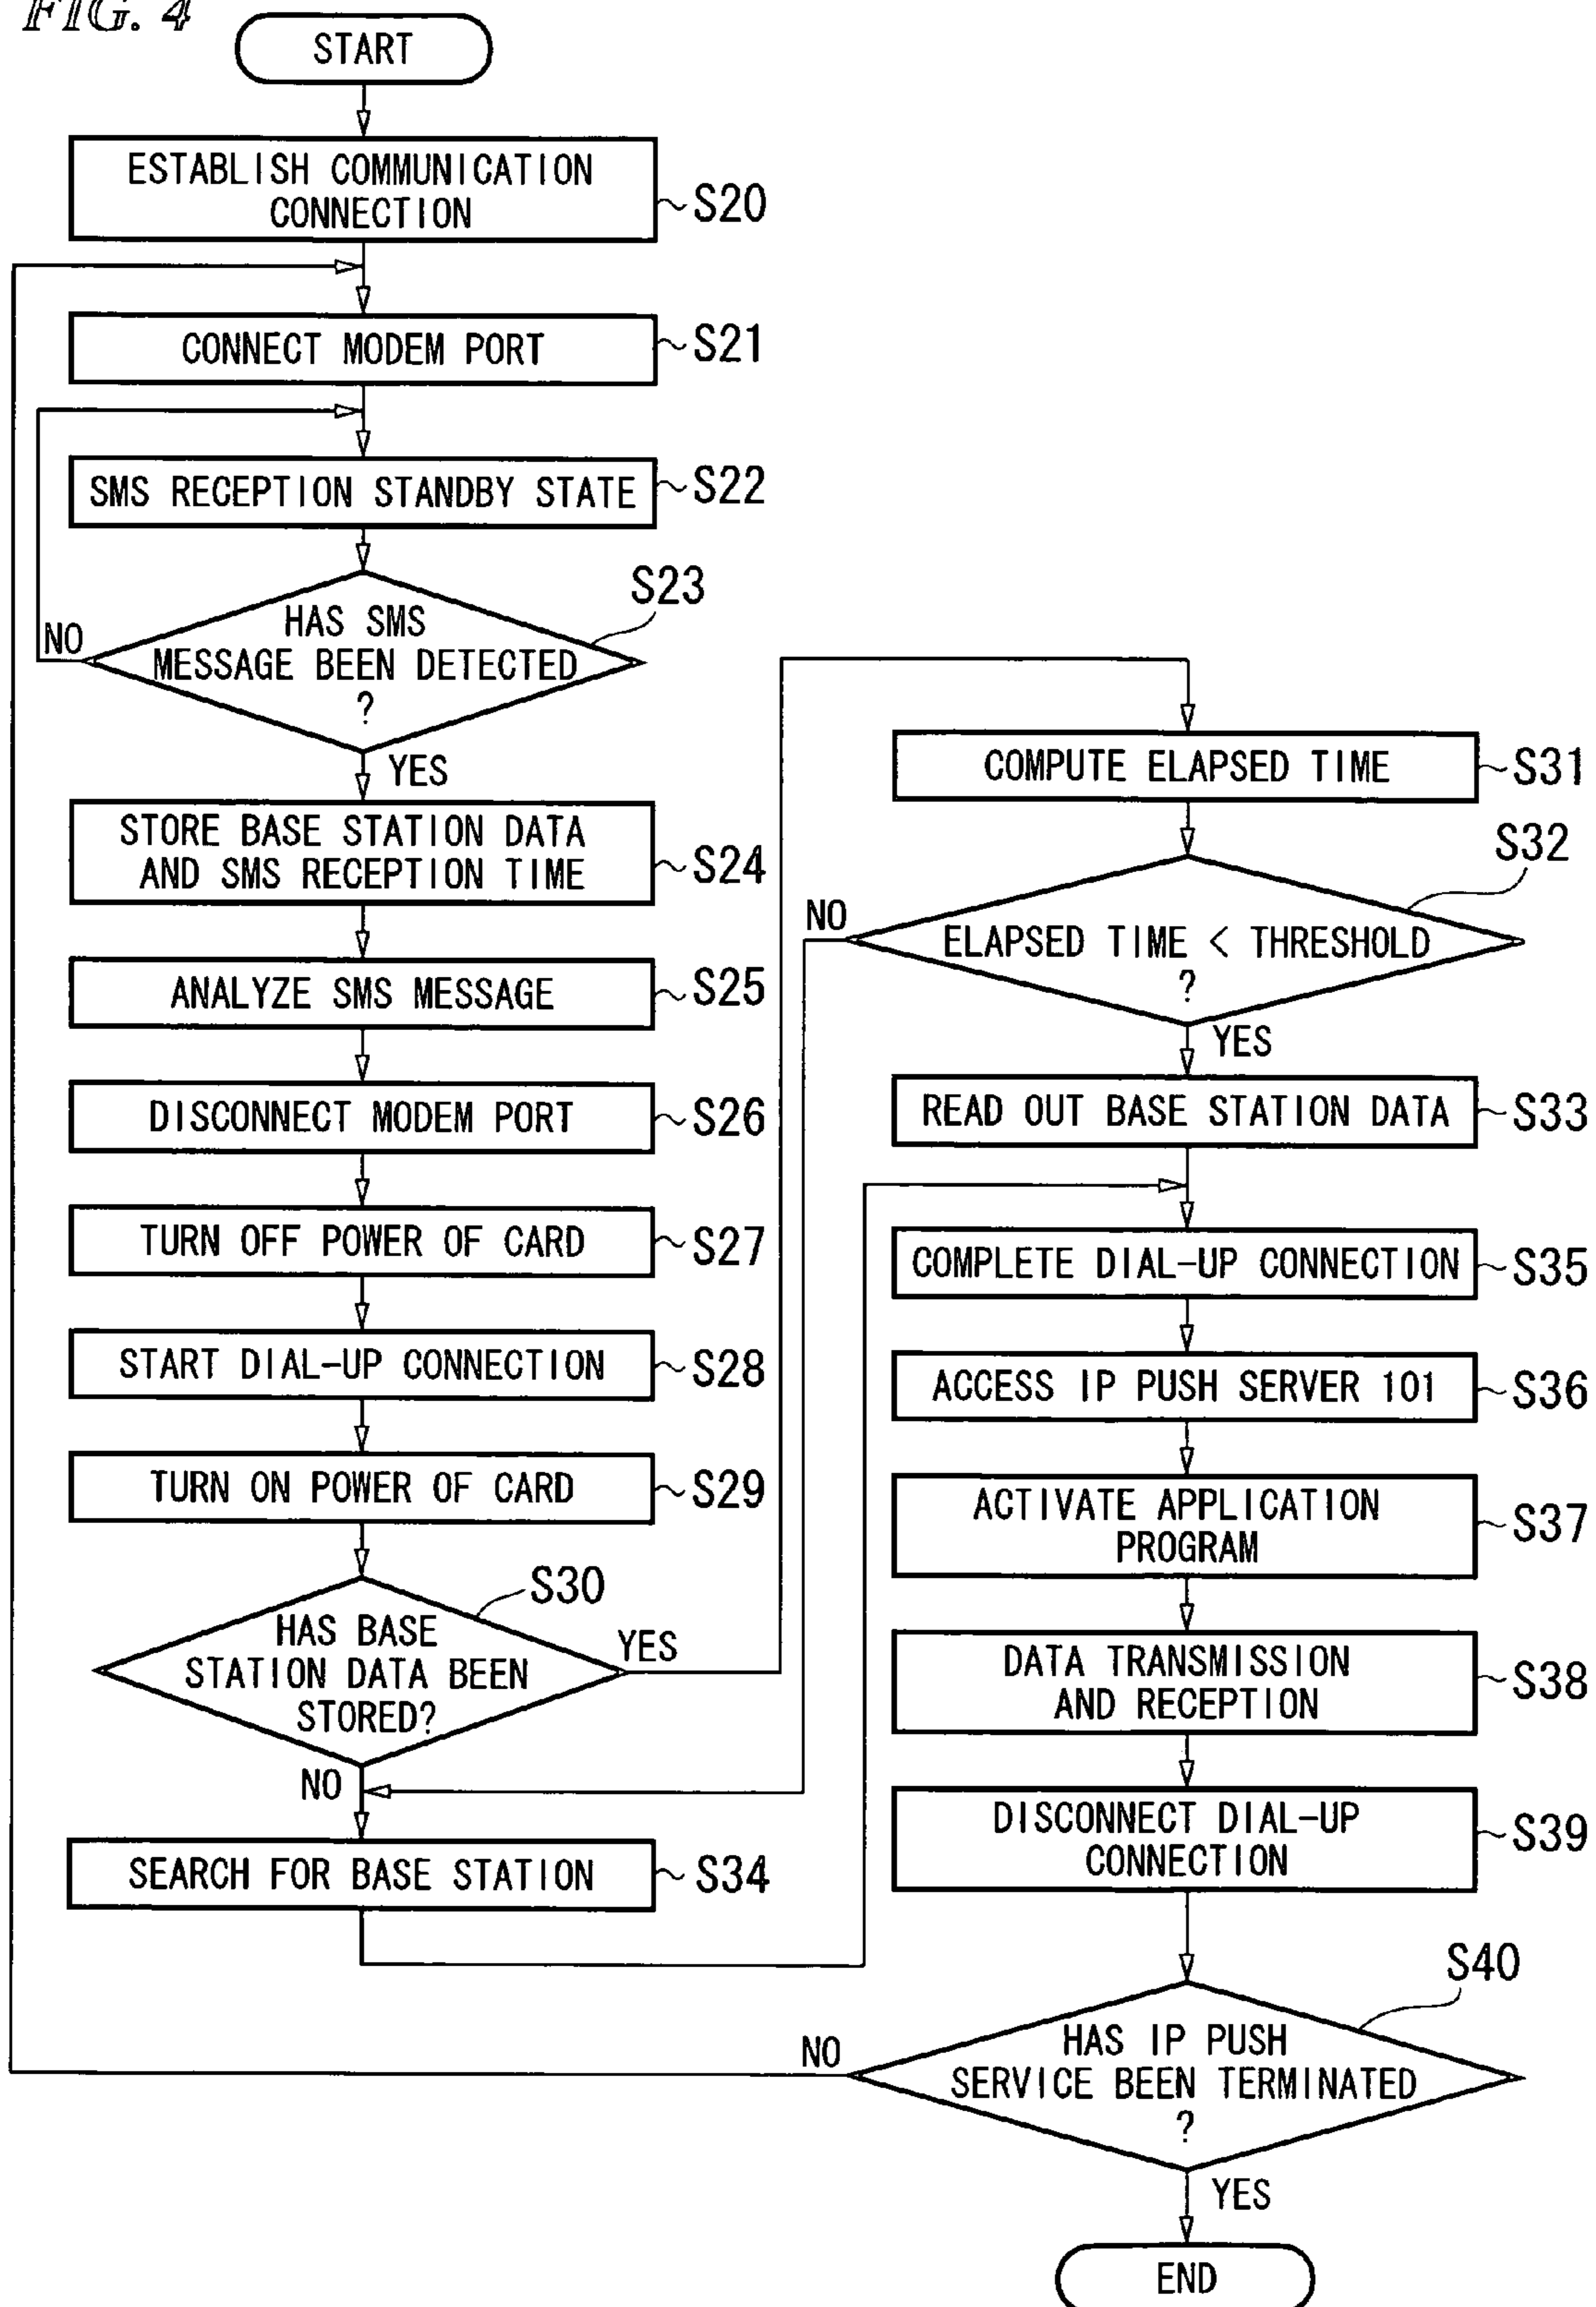 FIG. 4
START
ESTABLISH COMMUNICATION
CONNECTION
S20
CONNECT MODEM PORT
S21
SMS RECEPTION STANDBY STATE
S22
S23
HAS SMS
MESSAGE BEEN DETECTED
?
NO
YES
STORE BASE STATION DATA
AND SMS RECEPTION TIME
S24
ANALYZE SMS MESSAGE
S25
DISCONNECT MODEM PORT
S26
TURN OFF POWER OF CARD
S27
START DIAL-UP CONNECTION
S28
TURN ON POWER OF CARD
S29
S30
HAS BASE
STATION DATA BEEN
STORED?
YES
NO
SEARCH FOR BASE STATION
S34
COMPUTE ELAPSED TIME
S31
S32
NO
ELAPSED TIME < THRESHOLD
?
YES
READ OUT BASE STATION DATA
S33
COMPLETE DIAL-UP CONNECTION
S35
ACCESS IP PUSH SERVER 101
S36
ACTIVATE APPLICATION
PROGRAM
S37
DATA TRANSMISSION
AND RECEPTION
S38
DISCONNECT DIAL-UP
CONNECTION
S39
S40
NO
HAS IP PUSH
SERVICE BEEN TERMINATED
?
YES
END